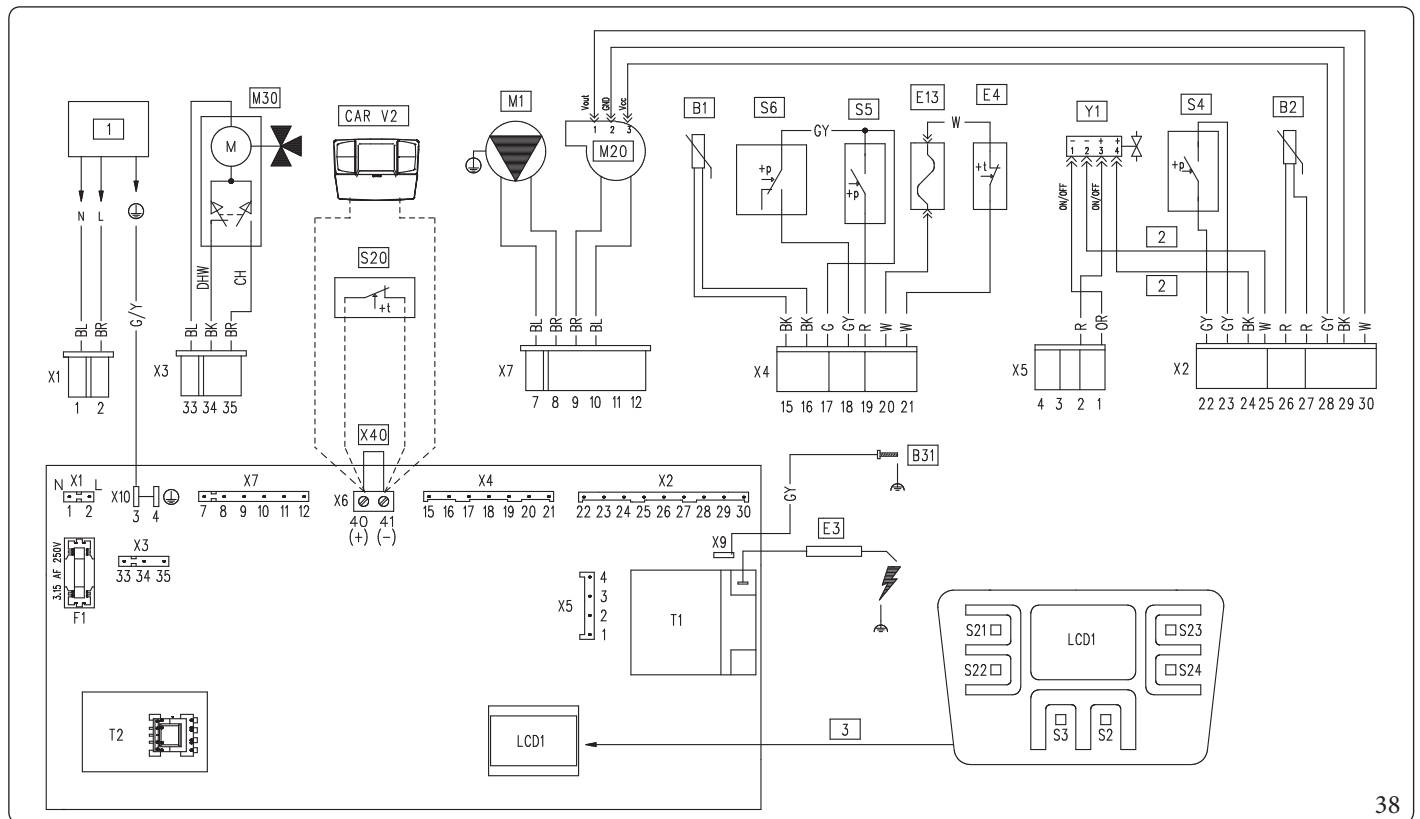 Vout
GND
Vcc
1 2 3
1
M30
CAR V2
M1
M20
B1
S6
S5
E13
E4
Y1
S4
B2
M
GY
W
- - + +
1 2 3 4
+p
+p
+t
+p
ON/OFF
ON/OFF
N L
2
2
S20
+t
G/Y
DHW
CH
BL BR
BL BK BR
BL BR BR BL
BK BK G GY R W W
R OR
GY GY BK W R R GY BK W
X1
X3
X7
X4
X5
X2
1 2
33 34 35
7 8 9 10 11 12
15 16 17 18 19 20 21
4 3 2 1
22 23 24 25 26 27 28 29 30
X40
B31
GY
N X1 L
1 2
X10
3 4
X7
7 8 9 10 11 12
X6
40 41
(+) (-)
X4
15 16 17 18 19 20 21
X2
22 23 24 25 26 27 28 29 30
E3
X9
3.15 AF 250V
F1
X3
33 34 35
X5
4
3
2
1
T1
S21
S22
LCD1
S23
S24
S3 S2
T2
LCD1
3
38